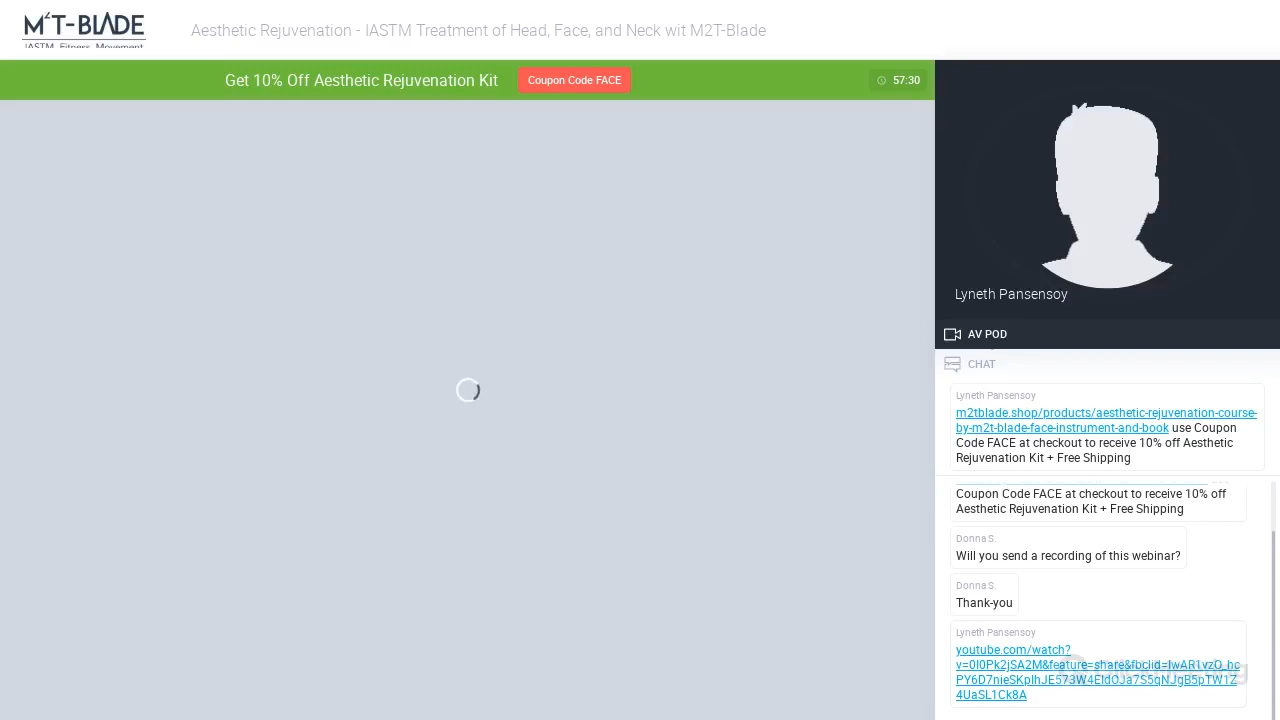 M2T-BLADE
IASTM Fitness Movement
Aesthetic Rejuvenation - IASTM Treatment of Head, Face, and Neck wit M2T-Blade
Get 10% Off Aesthetic Rejuvenation Kit
Coupon Code FACE
57:30
Lyneth Pansensoy
AV POD
CHAT
Lyneth Pansensoy
m2tblade.shop/products/aesthetic-rejuvenation-course-
by-m2t-blade-face-instrument-and-book use Coupon
Code FACE at checkout to receive 10% off Aesthetic
Rejuvenation Kit + Free Shipping
Coupon Code FACE at checkout to receive 10% off
Aesthetic Rejuvenation Kit + Free Shipping
Donna S.
Will you send a recording of this webinar?
Donna S.
Thank-you
Lyneth Pansensoy
youtube.com/watch?
4UaSL1Ck8A